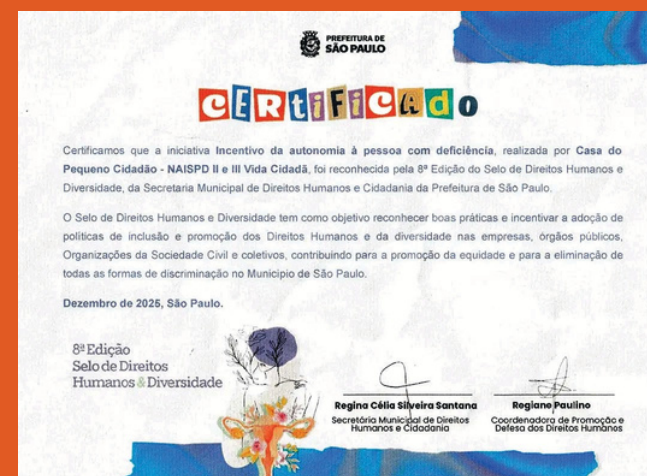 PREFEITURA DE
SÃO PAULO
CERTIFICADO
Certificamos que a iniciativa Incentivo da autonomia à pessoa com deficiência, realizada por Casa do
Pequeno Cidadão - NAISPD II e III Vida Cidadã, foi reconhecida pela 8ª Edição do Selo de Direitos Humanos e
Diversidade, da Secretaria Municipal de Direitos Humanos e Cidadania da Prefeitura de São Paulo.
O Selo de Direitos Humanos e Diversidade tem como objetivo reconhecer boas práticas e incentivar a adoção de
políticas de inclusão e promoção dos Direitos Humanos e da diversidade nas empresas, órgãos públicos,
Organizações da Sociedade Civil e coletivos, contribuindo para a promoção da equidade e para a eliminação de
todas as formas de discriminação no Município de São Paulo.
Dezembro de 2025, São Paulo.
8ª Edição
Selo de Direitos
Humanos & Diversidade
Regina Célia Silveira Santana
Secretária Municipal de Direitos
Humanos e Cidadania
Regiane Paulino
Coordenadora de Promoção e
Defesa dos Direitos Humanos